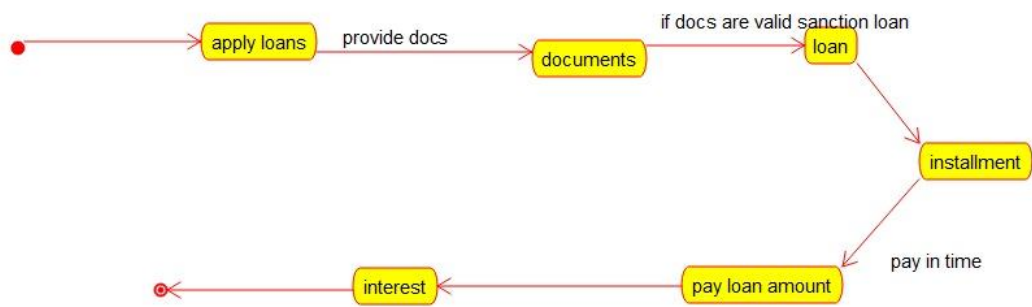 apply loans
provide docs
documents
if docs are valid sanction loan
loan
installment
pay in time
pay loan amount
interest